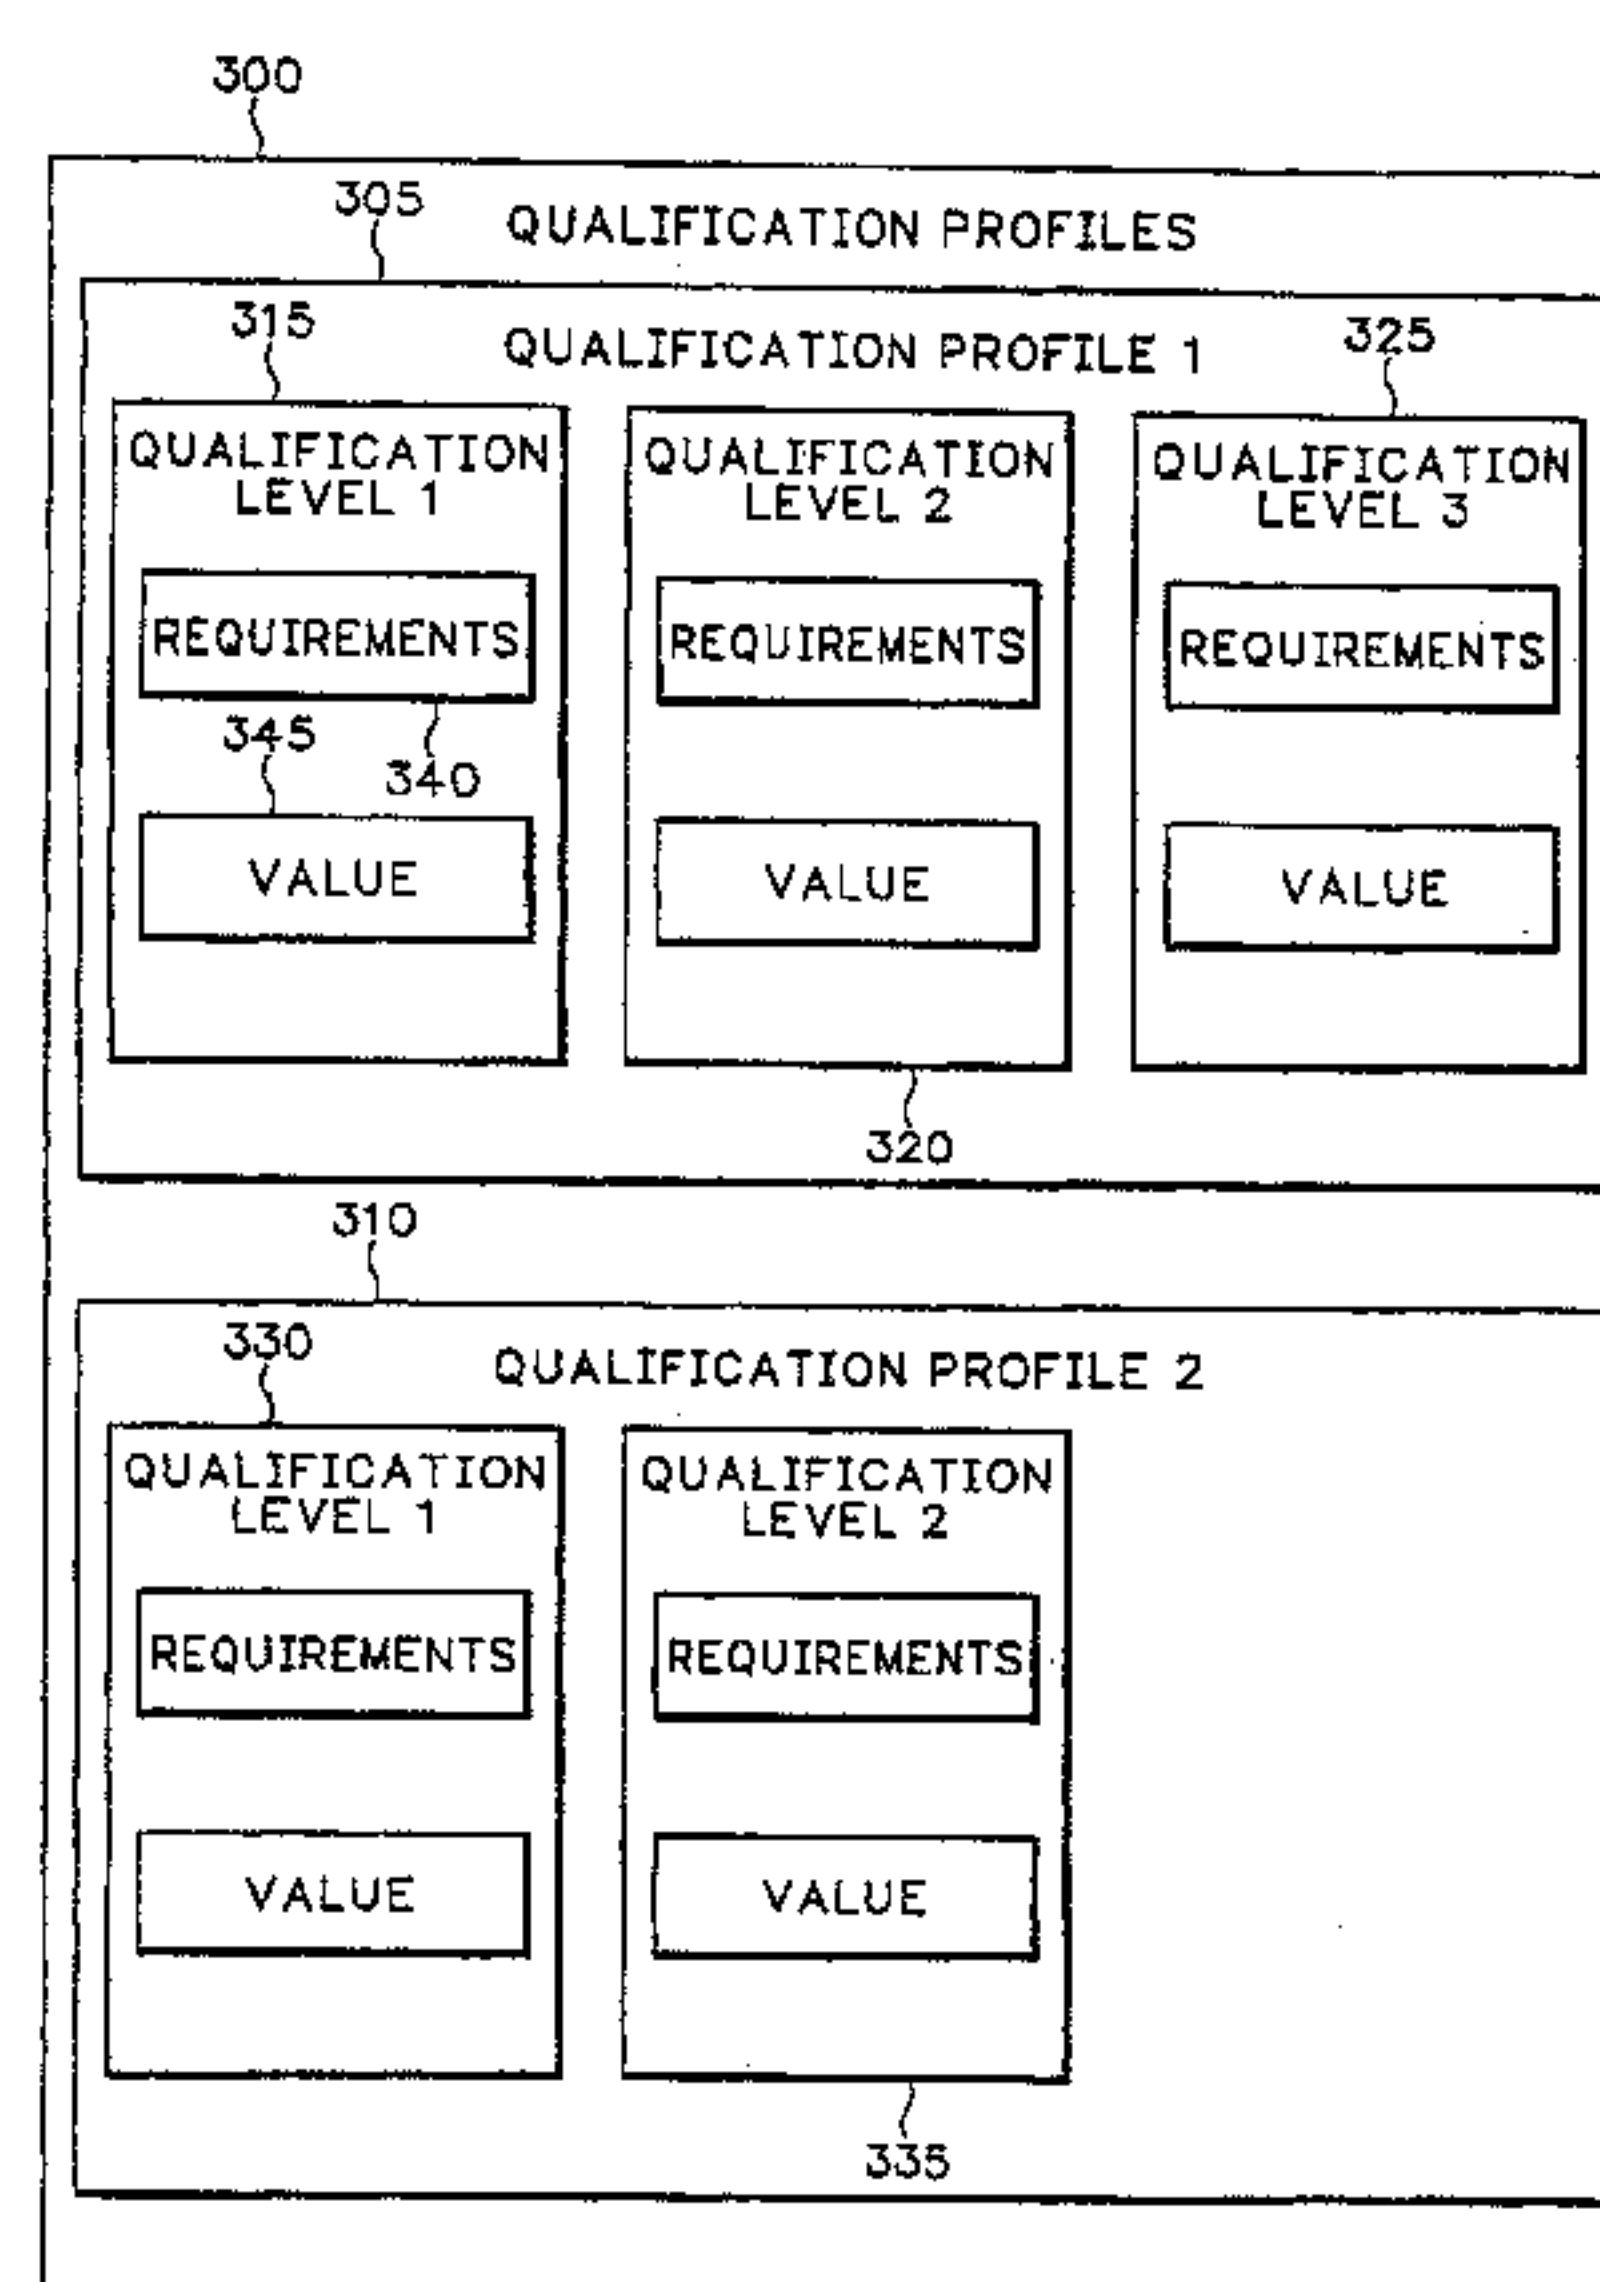 300
305
QUALIFICATION PROFILES
315
QUALIFICATION PROFILE 1
325
QUALIFICATION
LEVEL 1
QUALIFICATION
LEVEL 2
QUALIFICATION
LEVEL 3
REQUIREMENTS
REQUIREMENTS
REQUIREMENTS
345
340
VALUE
VALUE
VALUE
320
310
330
QUALIFICATION PROFILE 2
QUALIFICATION
LEVEL 1
QUALIFICATION
LEVEL 2
REQUIREMENTS
REQUIREMENTS
VALUE
VALUE
335